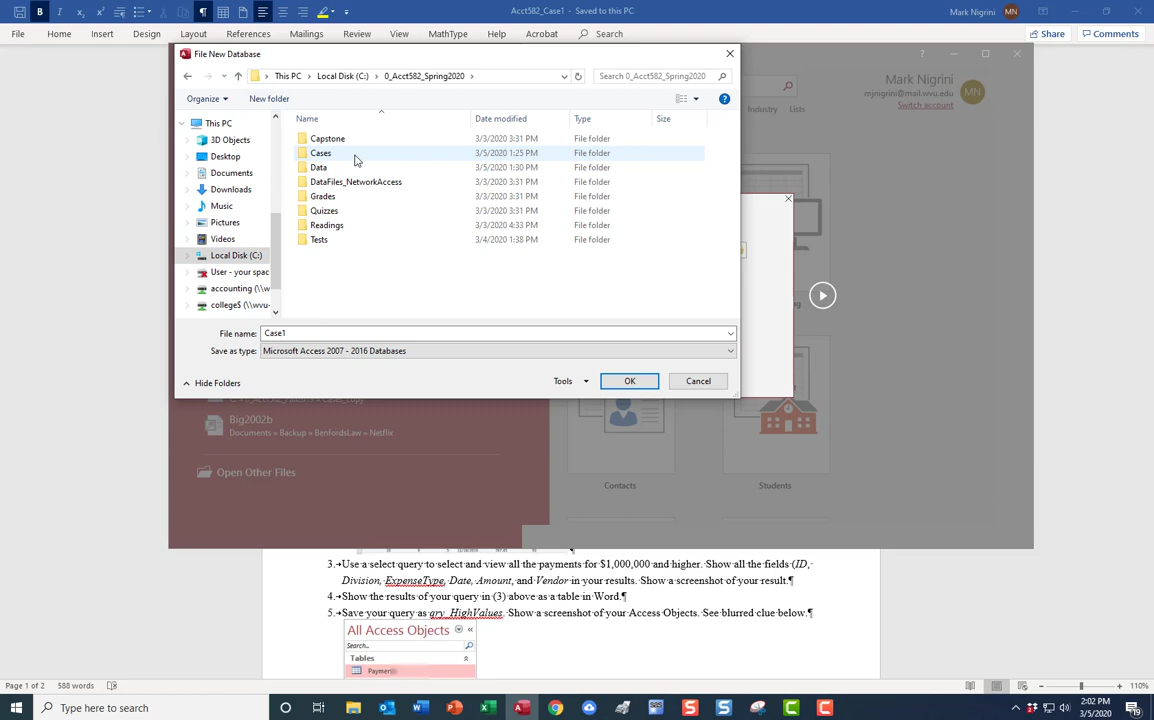 Acct582_Case1 - Saved to this PC
Mark Nigrini
MN
File Home Insert Design Layout References Mailings Review View MathType Help Acrobat Search
Share
Comments
File New Database
This PC > Local Disk (C:) > 0_Acct582_Spring2020 >
Search 0_Acct582_Spring2020
Organize
New folder
Name Date modified Type Size
Capstone 3/3/2020 3:31 PM File folder
Cases 3/5/2020 1:25 PM File folder
Data 3/5/2020 1:30 PM File folder
DataFiles_NetworkAccess 3/3/2020 3:31 PM File folder
Grades 3/3/2020 3:31 PM File folder
Quizzes 3/3/2020 3:31 PM File folder
Readings 3/3/2020 4:33 PM File folder
Tests 3/4/2020 1:38 PM File folder
This PC
3D Objects
Desktop
Documents
Downloads
Music
Pictures
Videos
Local Disk (C:)
User - your spac
accounting (\\w
college$ (\\wvu-
File name: Case1
Save as type: Microsoft Access 2007 - 2016 Databases
Hide Folders
Tools
OK
Cancel
Mark Nigrini
mjnigrini@mail.wvu.edu
Switch account
MN
Industry Lists
Big2002b
Documents » Backup » BenfordsLaw » Netflix
Open Other Files
Contacts
Students
3.→Use·a·select·query·to·select·and·view·all·the·payments·for·$1,000,000·and·higher.·Show·all·the·fields·(ID,·
Division,·ExpenseType,·Date,·Amount,·and·Vendor·in·your·results.·Show·a·screenshot·of·your·result.¶
4.→Show·the·results·of·your·query·in·(3)·above·as·a·table·in·Word.¶
5.→Save·your·query·as·qry_HighValues.·Show·a·screenshot·of·your·Access·Objects.·See·blurred·clue·below.¶
All Access Objects
Search...
Tables
Page 1 of 2 588 words
110%
Type here to search
2:02 PM
3/5/2020
19